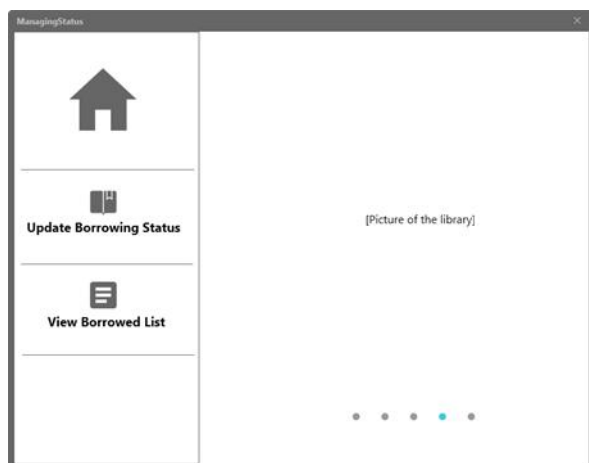 ManagingStatus
Update Borrowing Status
View Borrowed List
[Picture of the library]